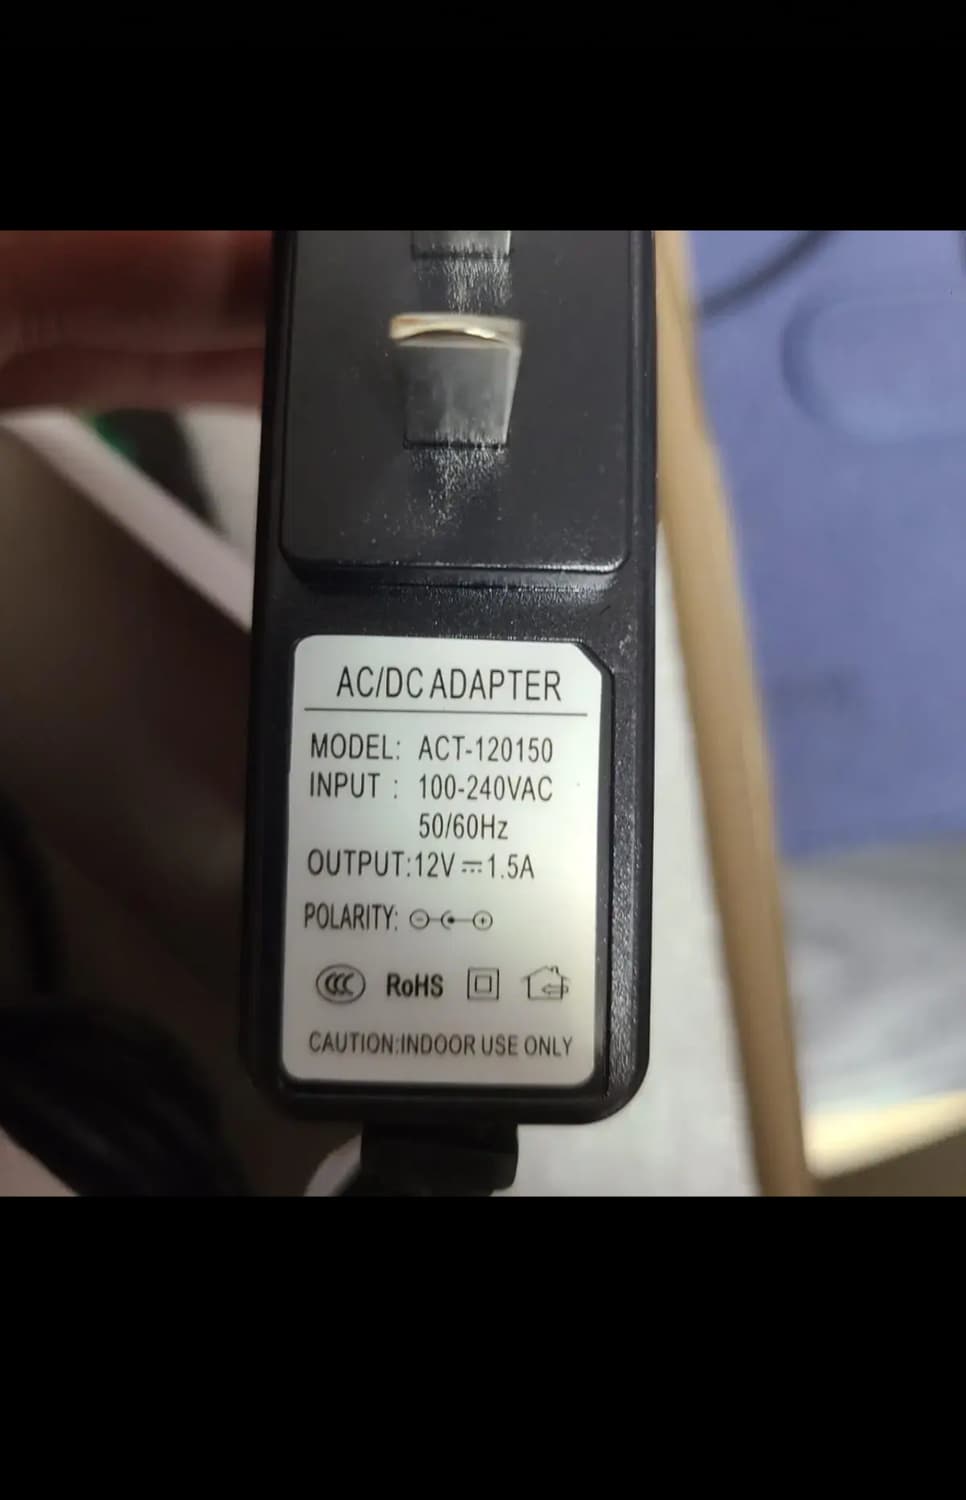 AC/DC ADAPTER
MODEL: ACT-120150
INPUT : 100-240VAC
50/60Hz
OUTPUT:12V⎓1.5A
POLARITY:
CCC RoHS
CAUTION:INDOOR USE ONLY